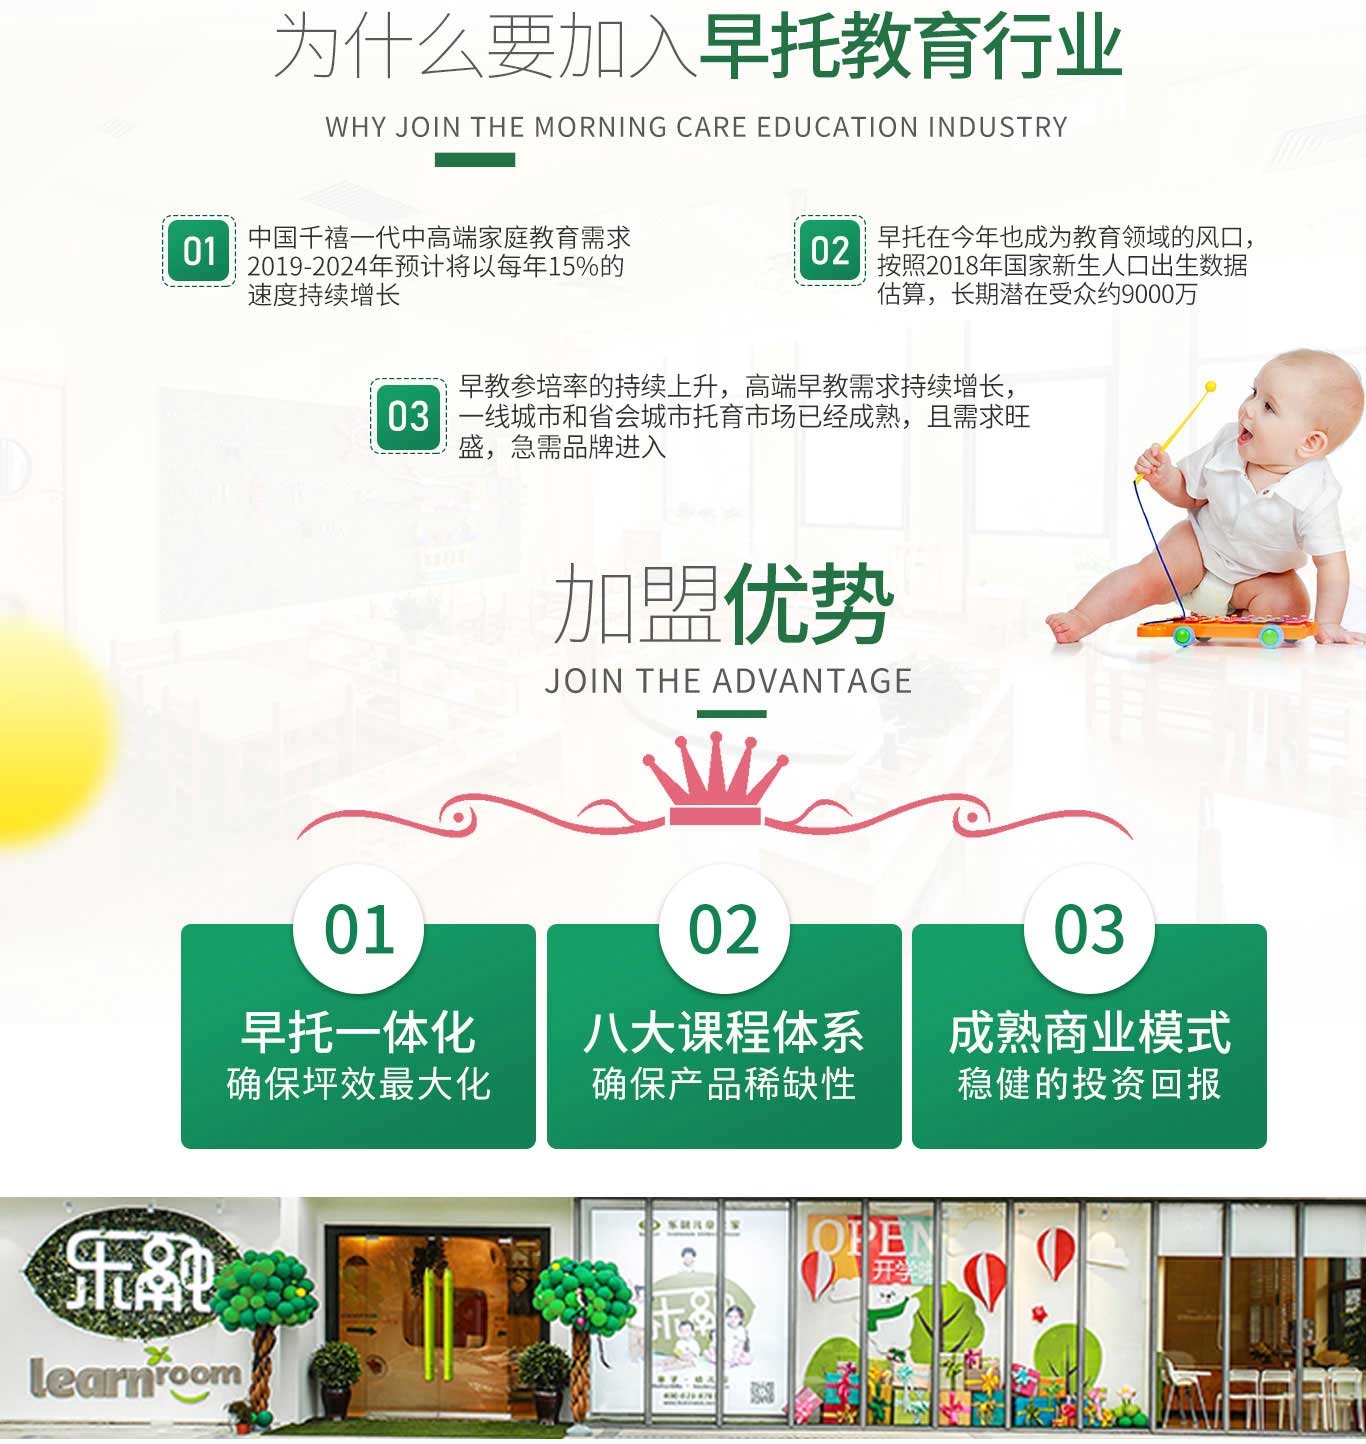 为什么要加入早托教育行业
WHY JOIN THE MORNING CARE EDUCATION INDUSTRY
01
中国千禧一代中高端家庭教育需求
2019-2024年预计将以每年15%的
速度持续增长
02
早托在今年也成为教育领域的风口，
按照2018年国家新生人口出生数据
估算，长期潜在受众约9000万
03
早教参培率的持续上升，高端早教需求持续增长，
一线城市和省会城市托育市场已经成熟，且需求旺
盛，急需品牌进入
加盟优势
JOIN THE ADVANTAGE
01
早托一体化
确保坪效最大化
02
八大课程体系
确保产品稀缺性
03
成熟商业模式
稳健的投资回报
乐融
learnroom
乐融儿童之家
乐融
OPEN
开学